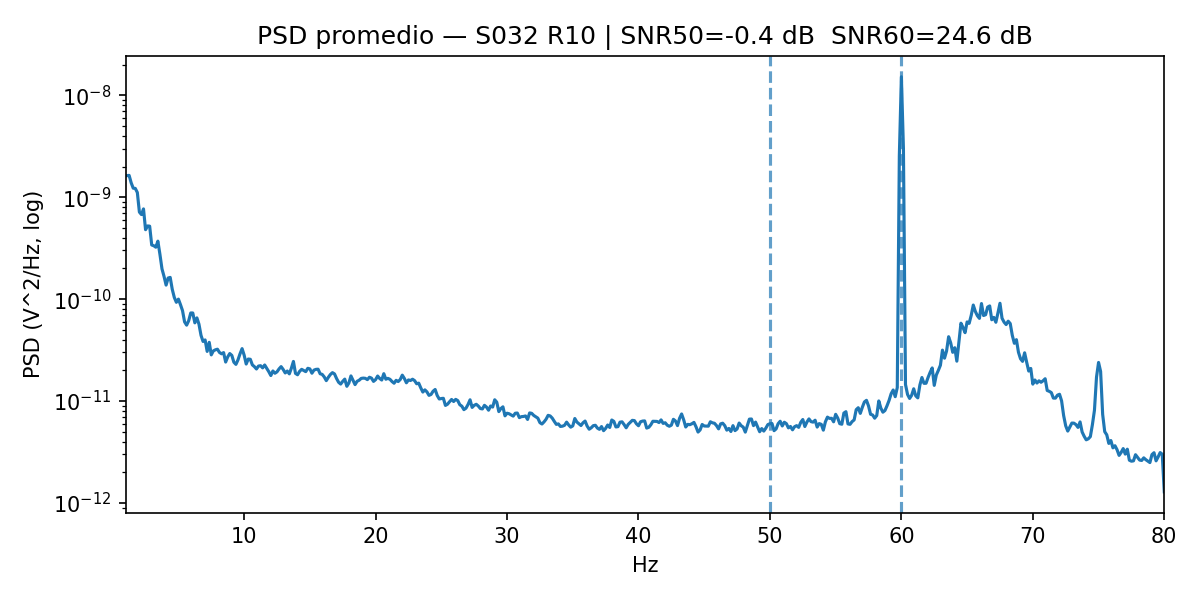 PSD promedio — S032 R10 | SNR50=-0.4 dB  SNR60=24.6 dB
PSD (V^2/Hz, log)
10⁻⁸
10⁻⁹
10⁻¹⁰
10⁻¹¹
10⁻¹²
10 20 30 40 50 60 70 80
Hz